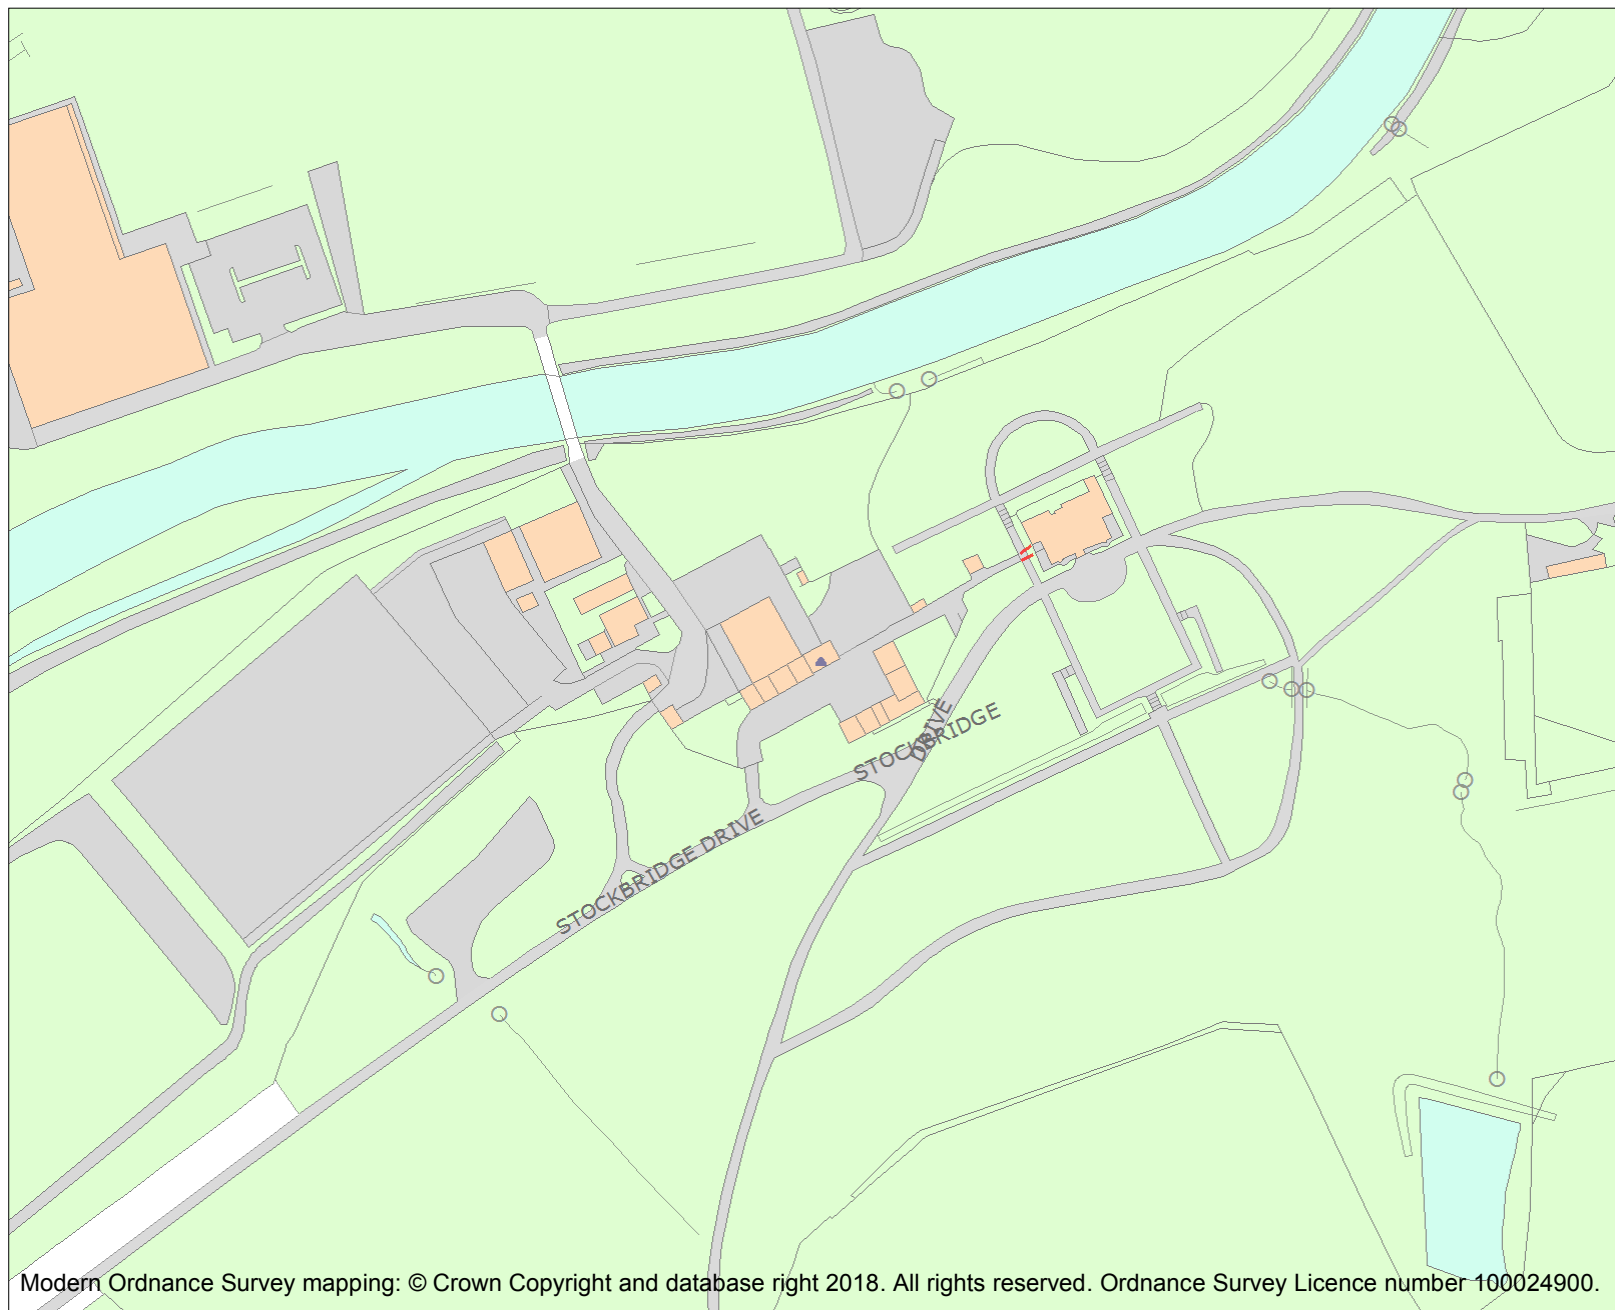 STOCKBRIDGE
DRIVE
STOCKBRIDGE DRIVE
Modern Ordnance Survey mapping: © Crown Copyright and database right 2018. All rights reserved. Ordnance Survey Licence number 100024900.